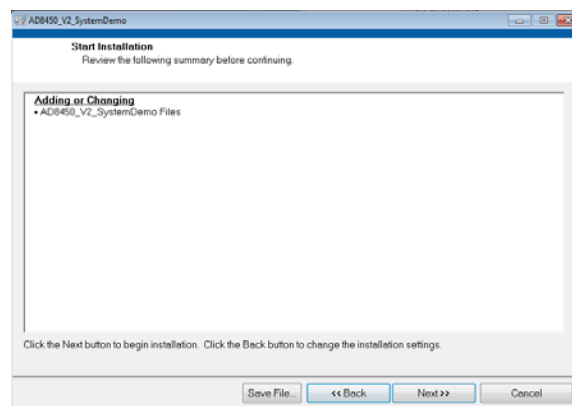 AD8450_V2_SystemDemo
Start Installation
Review the following summary before continuing.
Adding or Changing
• AD8450_V2_SystemDemo Files
Click the Next button to begin installation. Click the Back button to change the installation settings.
Save File... << Back Next >> Cancel